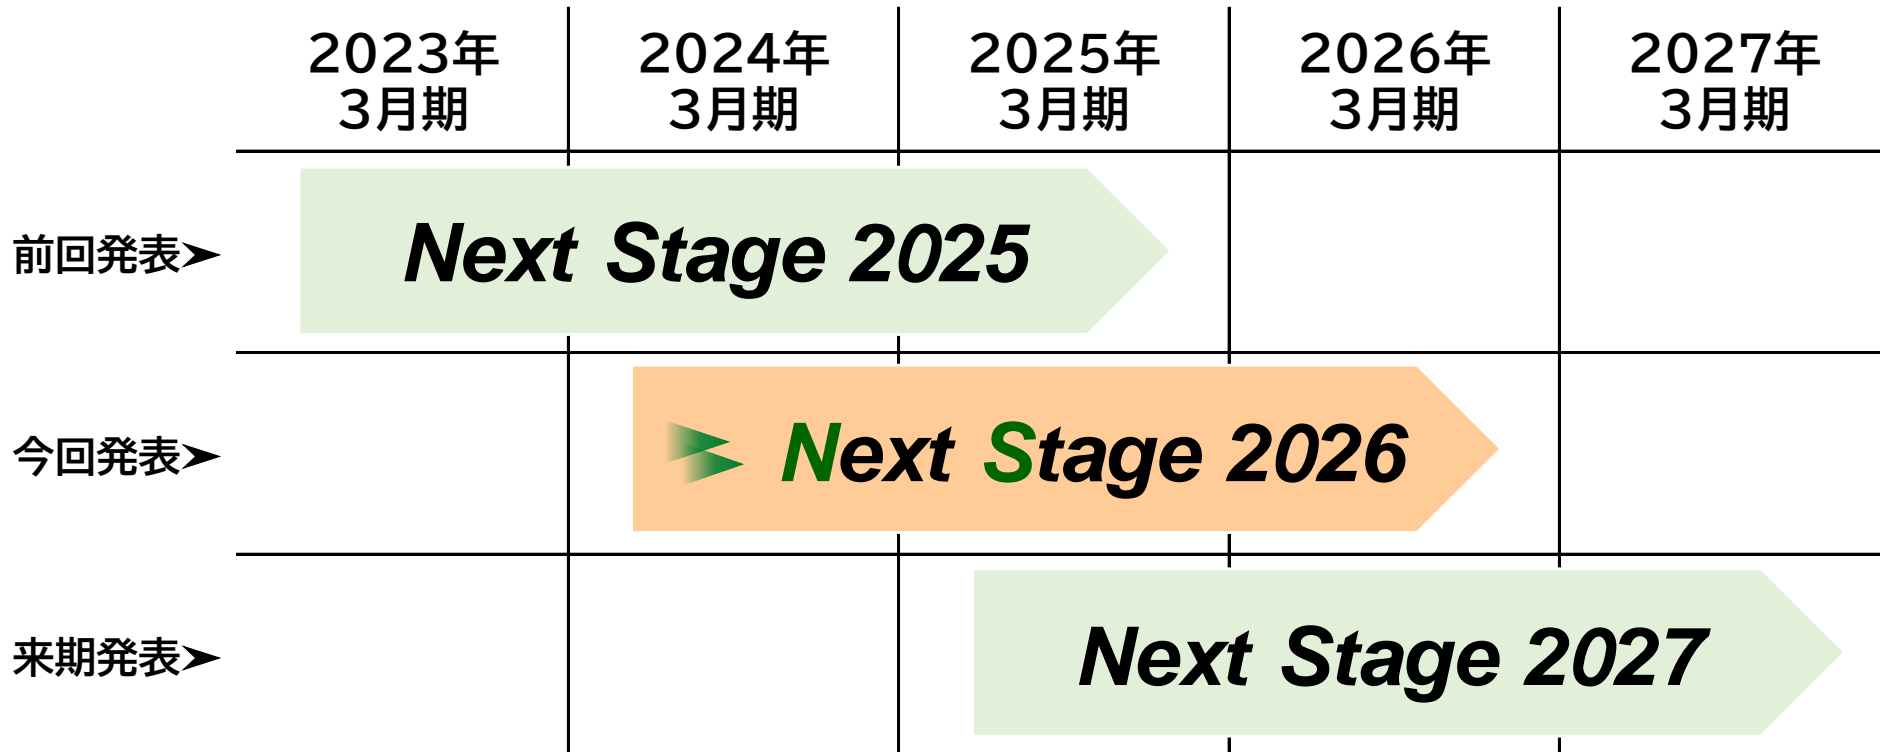 2023年
3月期
2024年
3月期
2025年
3月期
2026年
3月期
2027年
3月期
前回発表➤
Next Stage 2025
今回発表➤
Next Stage 2026
来期発表➤
Next Stage 2027